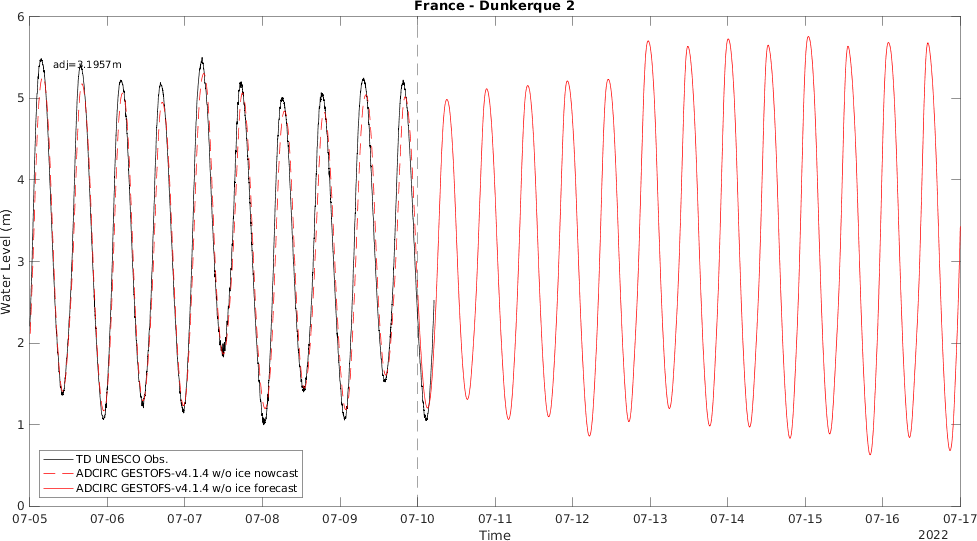 France - Dunkerque 2
6
adj=3.1957m
5
4
3
2
1
0
Water Level (m)
TD UNESCO Obs.
ADCIRC GESTOFS-v4.1.4 w/o ice nowcast
ADCIRC GESTOFS-v4.1.4 w/o ice forecast
07-05 07-06 07-07 07-08 07-09 07-10 07-11 07-12 07-13 07-14 07-15 07-16 07-17
Time
2022